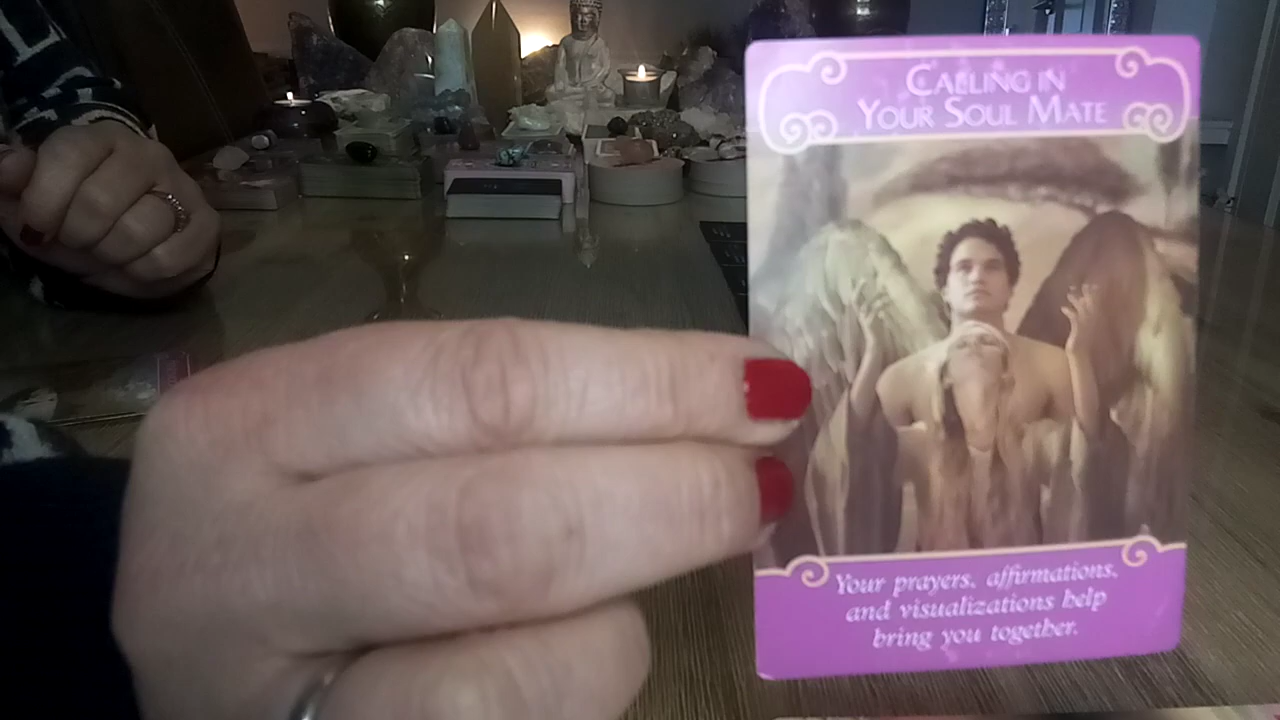 CALLING IN
YOUR SOUL MATE
Your prayers, affirmations,
and visualizations help
bring you together.